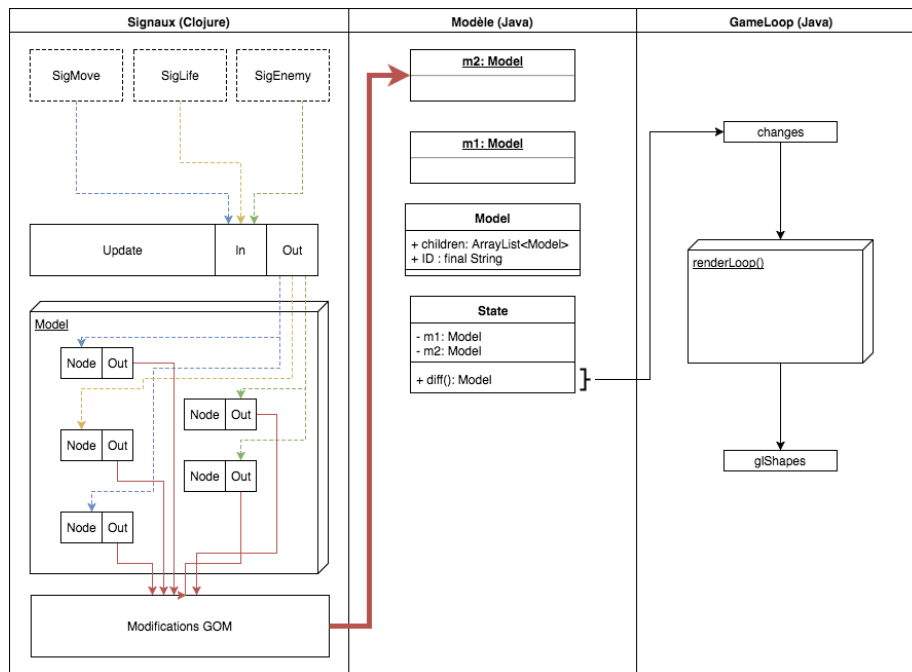 Signaux (Clojure)
Modèle (Java)
GameLoop (Java)
SigMove
SigLife
SigEnemy
Update
In
Out
Model
Node
Out
Node
Out
Node
Out
Node
Out
Node
Out
Modifications GOM
m2: Model
m1: Model
Model
+ children: ArrayList<Model>
+ ID : final String
State
- m1: Model
- m2: Model
+ diff(): Model
changes
renderLoop()
glShapes